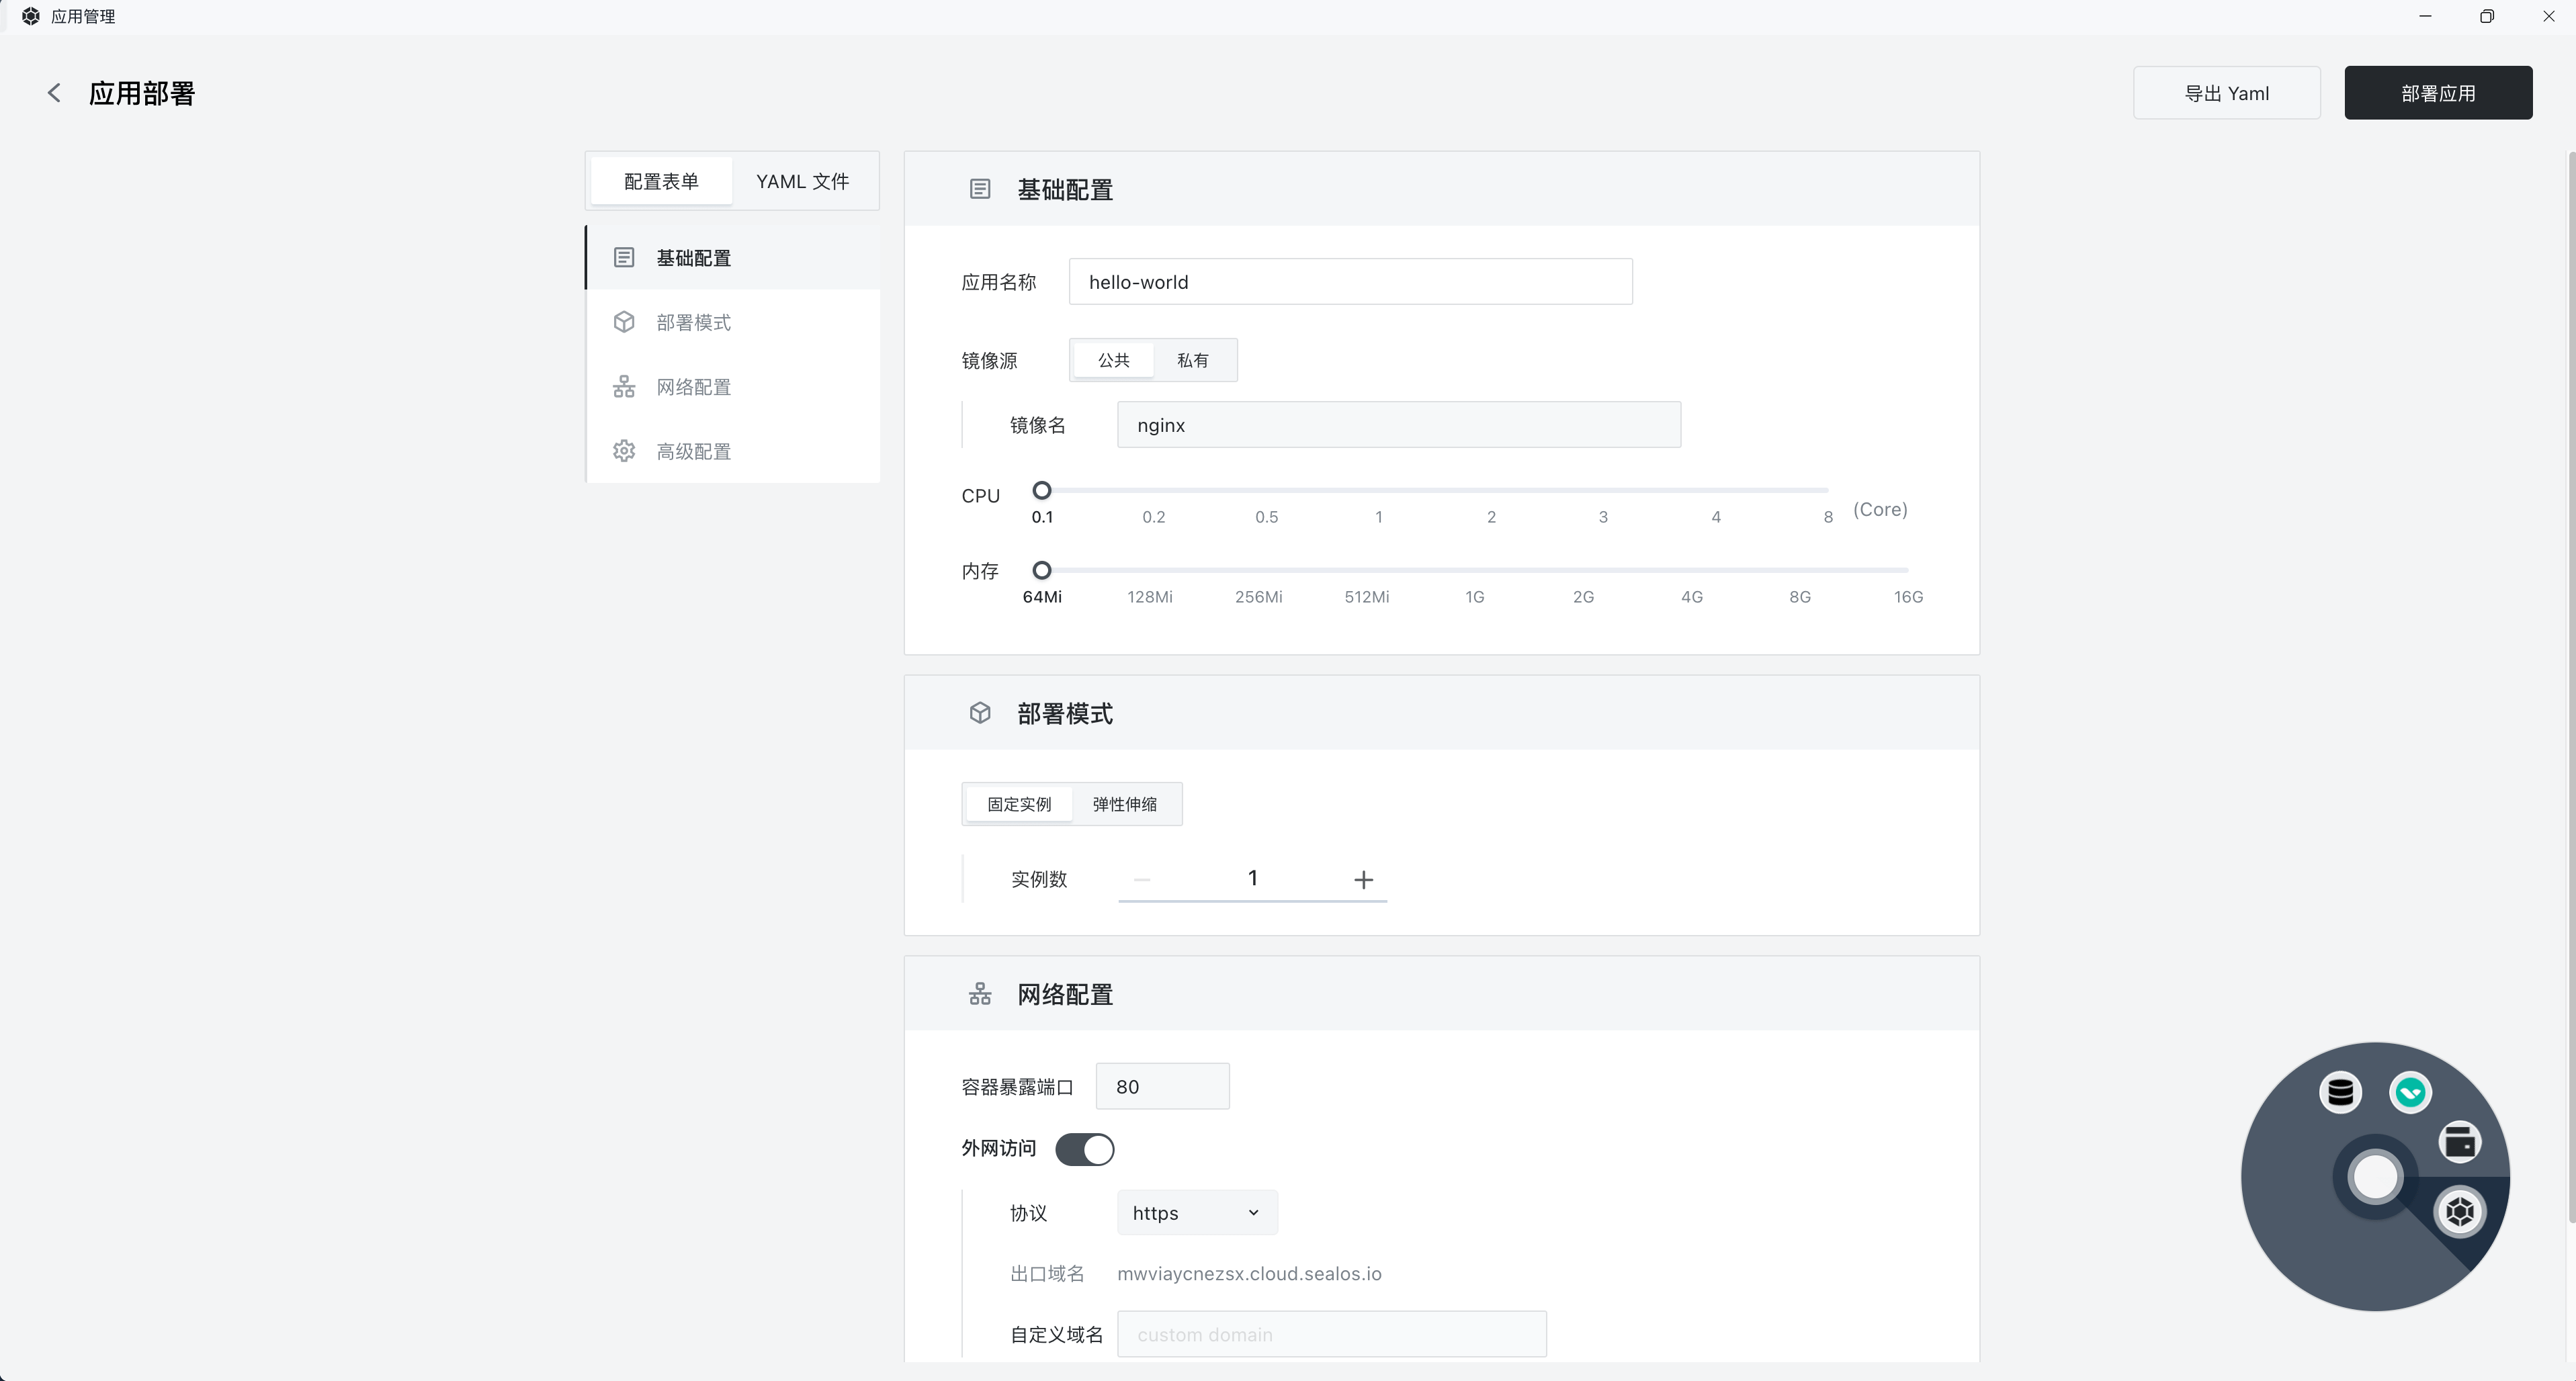 应用管理
应用部署
导出 Yaml
部署应用
配置表单
YAML 文件
基础配置
部署模式
网络配置
高级配置
基础配置
应用名称
hello-world
镜像源
公共
私有
镜像名
nginx
CPU
0.1 0.2 0.5 1 2 3 4 8
(Core)
内存
64Mi 128Mi 256Mi 512Mi 1G 2G 4G 8G 16G
部署模式
固定实例
弹性伸缩
实例数
1
网络配置
容器暴露端口
80
外网访问
协议
https
出口域名
mwviaycnezsx.cloud.sealos.io
自定义域名
custom domain